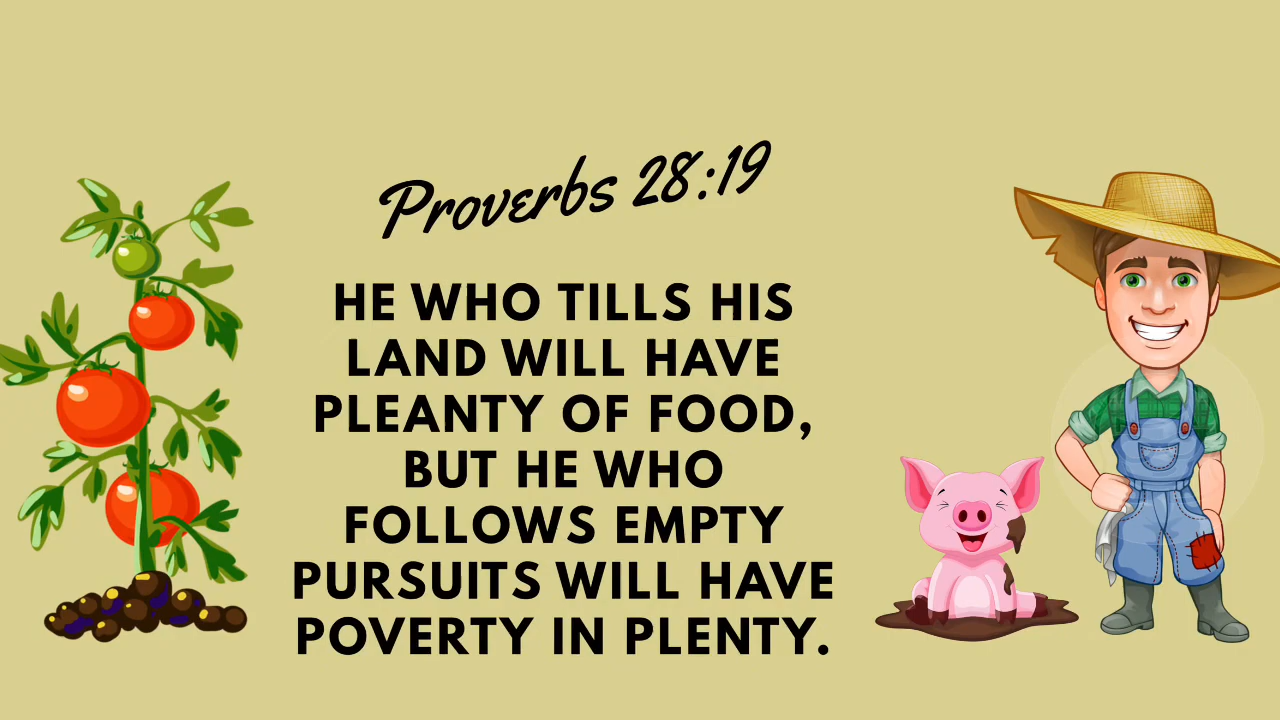 Proverbs 28:19
HE WHO TILLS HIS
LAND WILL HAVE
PLEANTY OF FOOD,
BUT HE WHO
FOLLOWS EMPTY
PURSUITS WILL HAVE
POVERTY IN PLENTY.